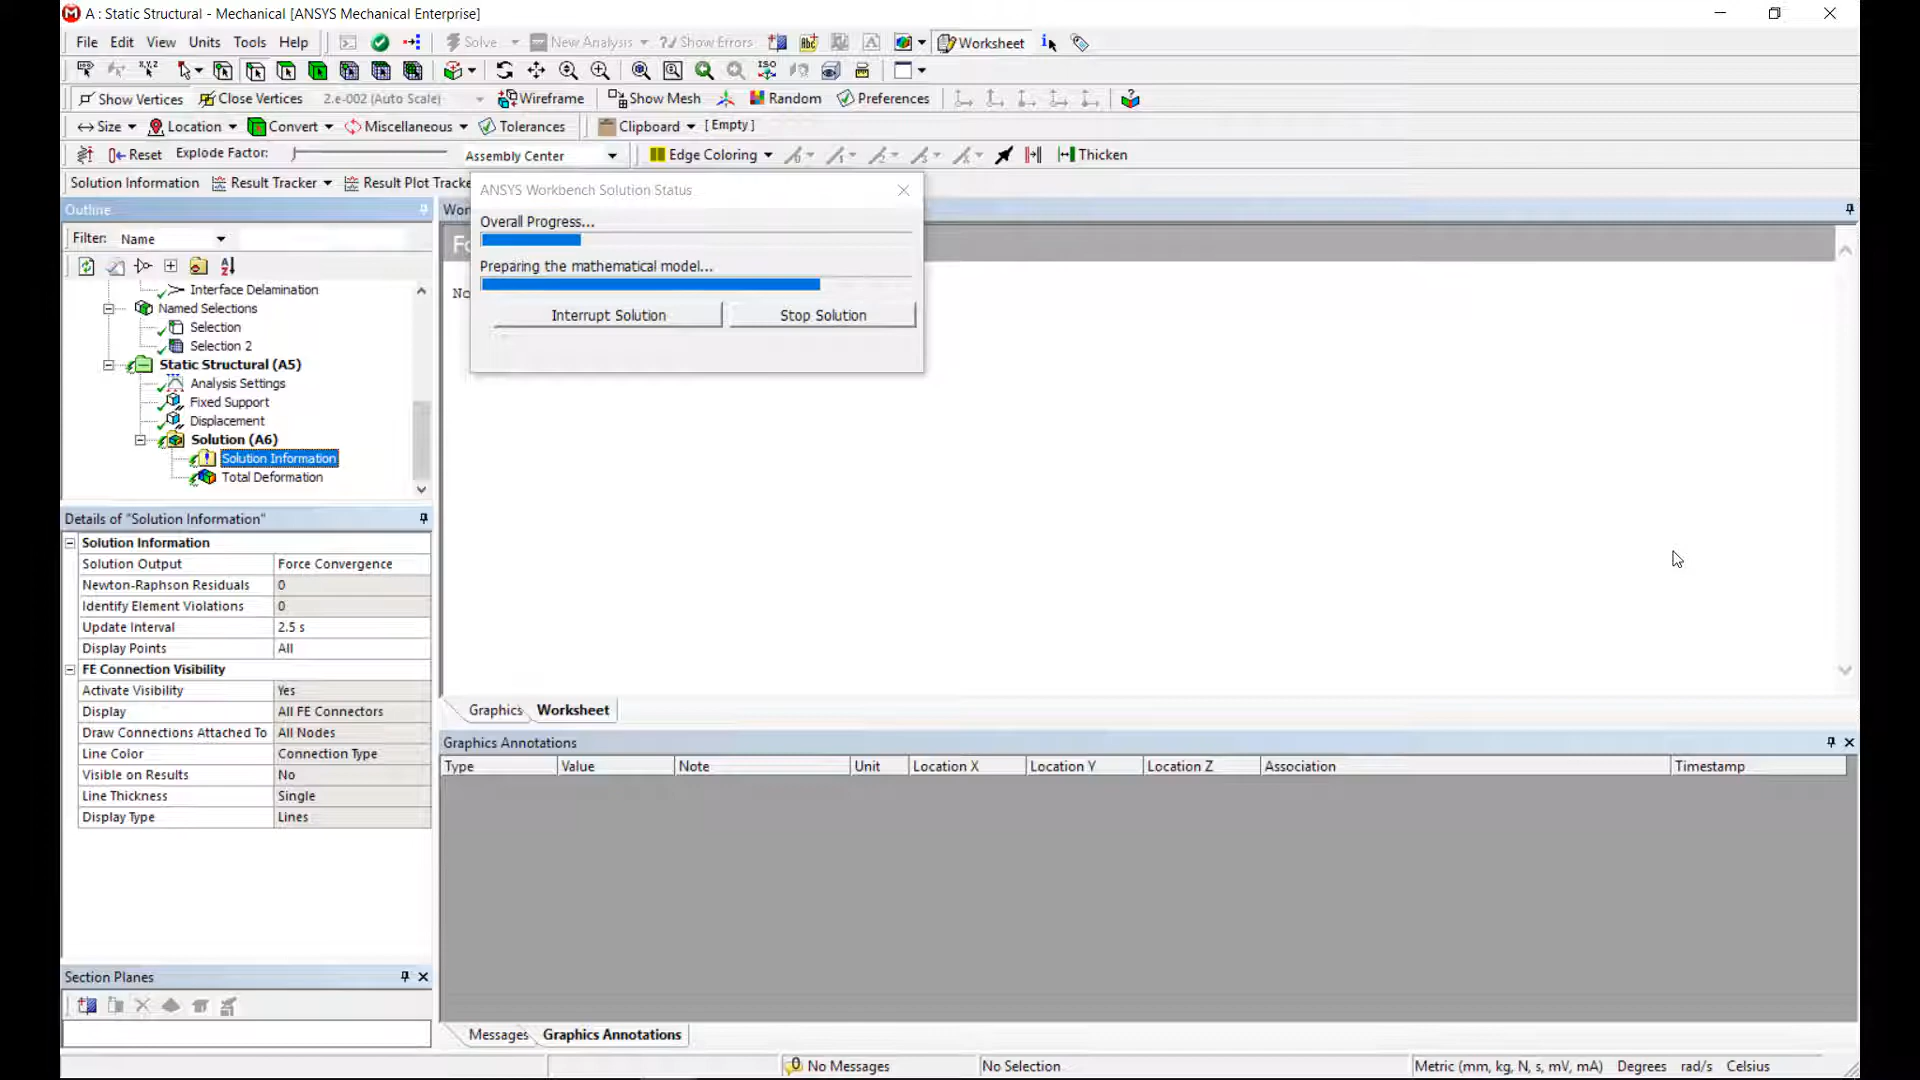 A : Static Structural - Mechanical [ANSYS Mechanical Enterprise]
File Edit View Units Tools Help Solve New Analysis Show Errors Worksheet
Show Vertices Close Vertices 2.e-002 (Auto Scale) Wireframe Show Mesh Random Preferences
Size Location Convert Miscellaneous Tolerances Clipboard [ Empty ]
Reset Explode Factor: Assembly Center Edge Coloring Thicken
Solution Information Result Tracker Result Plot Tracke
Outline
Filter: Name
Interface Delamination
Named Selections
Selection
Selection 2
Static Structural (A5)
Analysis Settings
Fixed Support
Displacement
Solution (A6)
Solution Information
Total Deformation
Details of "Solution Information"
Solution Information
Solution Output Force Convergence
Newton-Raphson Residuals 0
Identify Element Violations 0
Update Interval 2.5 s
Display Points All
FE Connection Visibility
Activate Visibility Yes
Display All FE Connectors
Draw Connections Attached To All Nodes
Line Color Connection Type
Visible on Results No
Line Thickness Single
Display Type Lines
Section Planes
Wor
Fo
No
ANSYS Workbench Solution Status
Overall Progress...
Preparing the mathematical model...
Interrupt Solution Stop Solution
Graphics Worksheet
Graphics Annotations
Type Value Note Unit Location X Location Y Location Z Association Timestamp
Messages Graphics Annotations
0 No Messages No Selection Metric (mm, kg, N, s, mV, mA) Degrees rad/s Celsius